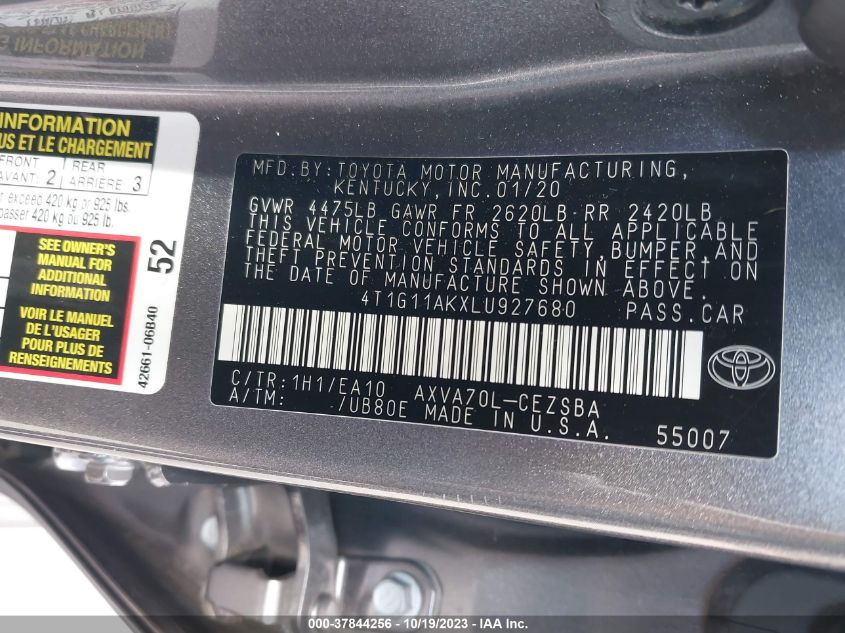 INFORMATION
US ET LE CHARGEMENT
FRONT
AVANT: 2
REAR
ARRIÈRE 3
exceed 420 kg or 925 lbs.
passer 420 kg ou 925 lb.
SEE OWNER'S
MANUAL FOR
ADDITIONAL
INFORMATION
VOIR LE MANUEL
DE L'USAGER
POUR PLUS DE
RENSEIGNEMENTS
52
42661-06B40
MFD. BY: TOYOTA MOTOR MANUFACTURING,
KENTUCKY, INC. 01/20
GVWR 4475LB GAWR FR 2620LB RR 2420LB
THIS VEHICLE CONFORMS TO ALL APPLICABLE
FEDERAL MOTOR VEHICLE SAFETY, BUMPER, AND
THEFT PREVENTION STANDARDS IN EFFECT ON
THE DATE OF MANUFACTURE SHOWN ABOVE.
4T1G11AKXLU927680 PASS.CAR
C/TR: 1H1/EA10 AXVA70L-CEZSBA
A/TM: /UB80E MADE IN U.S.A.
55007
000-37844256 - 10/19/2023 - IAAI.COM